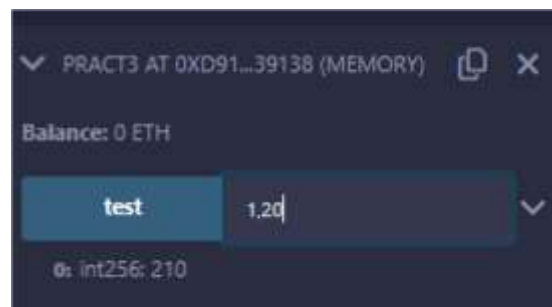 PRACT3 AT 0XD91...39138 (MEMORY)
Balance: 0 ETH
test 1,20
0: int256: 210